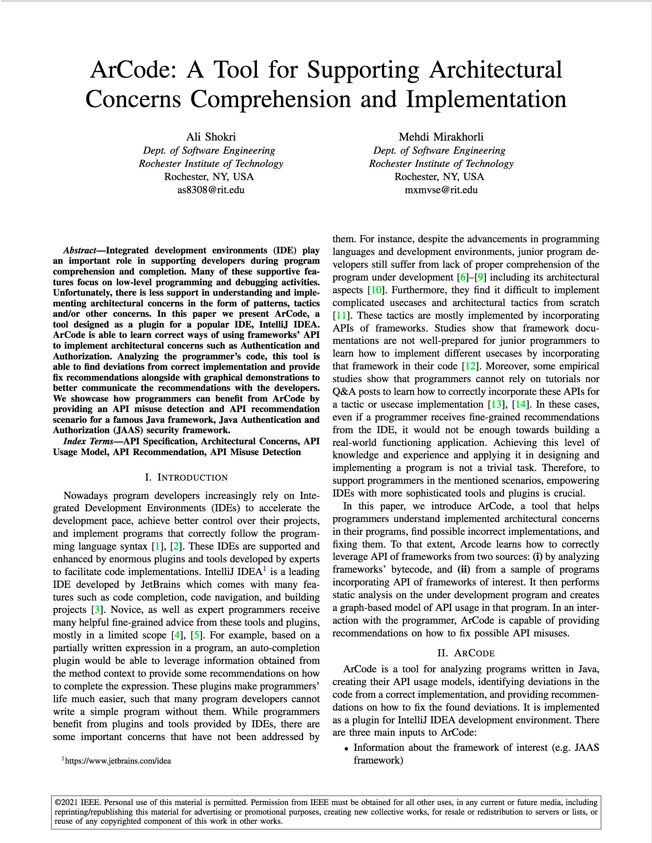 ArCode: A Tool for Supporting Architectural
Concerns Comprehension and Implementation
Ali Shokri
Dept. of Software Engineering
Rochester Institute of Technology
Rochester, NY, USA
as8308@rit.edu
Mehdi Mirakhorli
Dept. of Software Engineering
Rochester Institute of Technology
Rochester, NY, USA
mxmvse@rit.edu
Abstract—Integrated development environments (IDE) play
an important role in supporting developers during program
comprehension and completion. Many of these supportive fea-
tures focus on low-level programming and debugging activities.
Unfortunately, there is less support in understanding and imple-
menting architectural concerns in the form of patterns, tactics
and/or other concerns. In this paper we present ArCode, a
tool designed as a plugin for a popular IDE, IntelliJ IDEA.
ArCode is able to learn correct ways of using frameworks' API
to implement architectural concerns such as Authentication and
Authorization. Analyzing the programmer's code, this tool is
able to find deviations from correct implementation and provide
fix recommendations alongside with graphical demonstrations to
better communicate the recommendations with the developers.
We showcase how programmers can benefit from ArCode by
providing an API misuse detection and API recommendation
scenario for a famous Java framework, Java Authentication and
Authorization (JAAS) security framework.
Index Terms—API Specification, Architectural Concerns, API
Usage Model, API Recommendation, API Misuse Detection
I. INTRODUCTION
Nowadays program developers increasingly rely on Inte-
grated Development Environments (IDEs) to accelerate the
development pace, achieve better control over their projects,
and implement programs that correctly follow the program-
ming language syntax [1], [2]. These IDEs are supported and
enhanced by enormous plugins and tools developed by experts
to facilitate code implementations. IntelliJ IDEA1 is a leading
IDE developed by JetBrains which comes with many fea-
tures such as code completion, code navigation, and building
projects [3]. Novice, as well as expert programmers receive
many helpful fine-grained advice from these tools and plugins,
mostly in a limited scope [4], [5]. For example, based on a
partially written expression in a program, an auto-completion
plugin would be able to leverage information obtained from
the method context to provide some recommendations on how
to complete the expression. These plugins make programmers'
life much easier, such that many program developers cannot
write a simple program without them. While programmers
benefit from plugins and tools provided by IDEs, there are
some important concerns that have not been addressed by
1https://www.jetbrains.com/idea
them. For instance, despite the advancements in programming
languages and development environments, junior program de-
velopers still suffer from lack of proper comprehension of the
program under development [6]–[9] including its architectural
aspects [10]. Furthermore, they find it difficult to implement
complicated usecases and architectural tactics from scratch
[11]. These tactics are mostly implemented by incorporating
APIs of frameworks. Studies show that framework docu-
mentations are not well-prepared for junior programmers to
learn how to implement different usecases by incorporating
that framework in their code [12]. Moreover, some empirical
studies show that programmers cannot rely on tutorials nor
Q&A posts to learn how to correctly incorporate these APIs for
a tactic or usecase implementation [13], [14]. In these cases,
even if a programmer receives fine-grained recommendations
from the IDE, it would not be enough towards building a
real-world functioning application. Achieving this level of
knowledge and experience and applying it in designing and
implementing a program is not a trivial task. Therefore, to
support programmers in the mentioned scenarios, empowering
IDEs with more sophisticated tools and plugins is crucial.
In this paper, we introduce ArCode, a tool that helps
programmers understand implemented architectural concerns
in their programs, find possible incorrect implementations, and
fixing them. To that extent, Arcode learns how to correctly
leverage API of frameworks from two sources: (i) by analyzing
frameworks' bytecode, and (ii) from a sample of programs
incorporating API of frameworks of interest. It then performs
static analysis on the under development program and creates
a graph-based model of API usage in that program. In an inter-
action with the programmer, ArCode is capable of providing
recommendations on how to fix possible API misuses.
II. ARCODE
ArCode is a tool for analyzing programs written in Java,
creating their API usage models, identifying deviations in the
code from a correct implementation, and providing recommen-
dations on how to fix the found deviations. It is implemented
as a plugin for IntelliJ IDEA development environment. There
are three main inputs to ArCode:
• Information about the framework of interest (e.g. JAAS
framework)
©2021 IEEE. Personal use of this material is permitted. Permission from IEEE must be obtained for all other uses, in any current or future media, including
reprinting/republishing this material for advertising or promotional purposes, creating new collective works, for resale or redistribution to servers or lists, or
reuse of any copyrighted component of this work in other works.